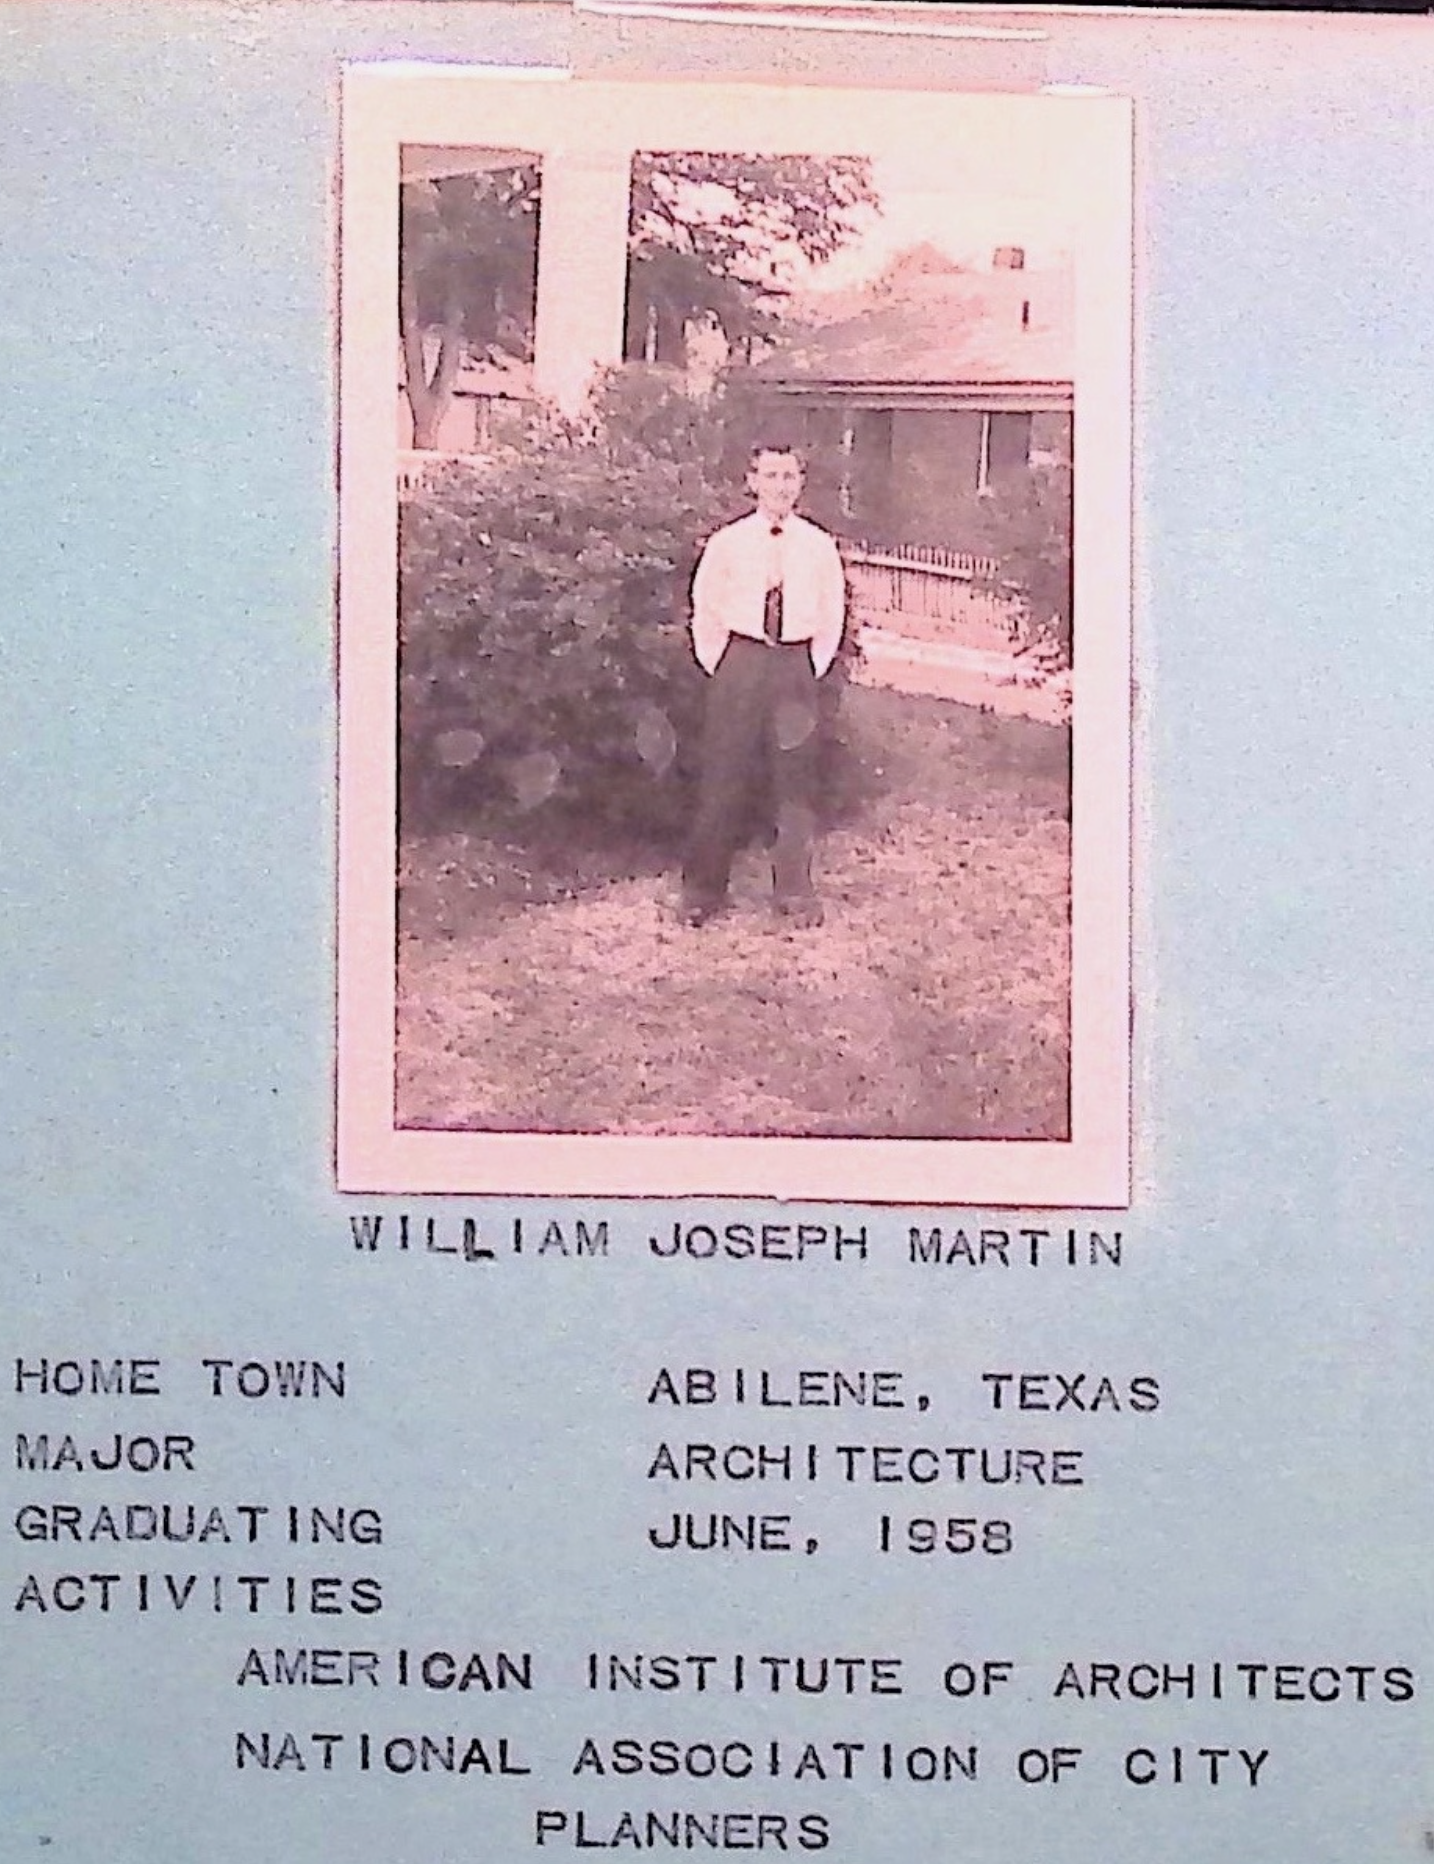 WILLIAM JOSEPH MARTIN
HOME TOWN ABILENE, TEXAS
MAJOR ARCHITECTURE
GRADUATING JUNE, 1958
ACTIVITIES
AMERICAN INSTITUTE OF ARCHITECTS
NATIONAL ASSOCIATION OF CITY
PLANNERS